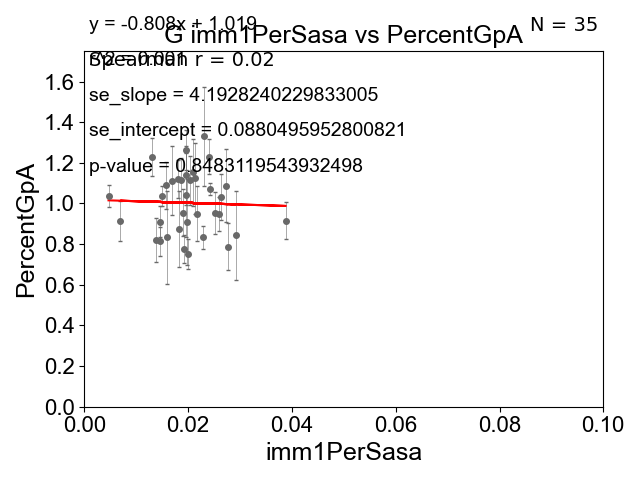 y = -0.808x + 1.019
N = 35
G imm1PerSasa vs PercentGpA
Spearman r = 0.02
se_slope = 4.1928240229833005
se_intercept = 0.0880495952800821
p-value = 0.8483119543932498
PercentGpA
1.6
1.4
1.2
1.0
0.8
0.6
0.4
0.2
0.0
0.00 0.02 0.04 0.06 0.08 0.10
imm1PerSasa